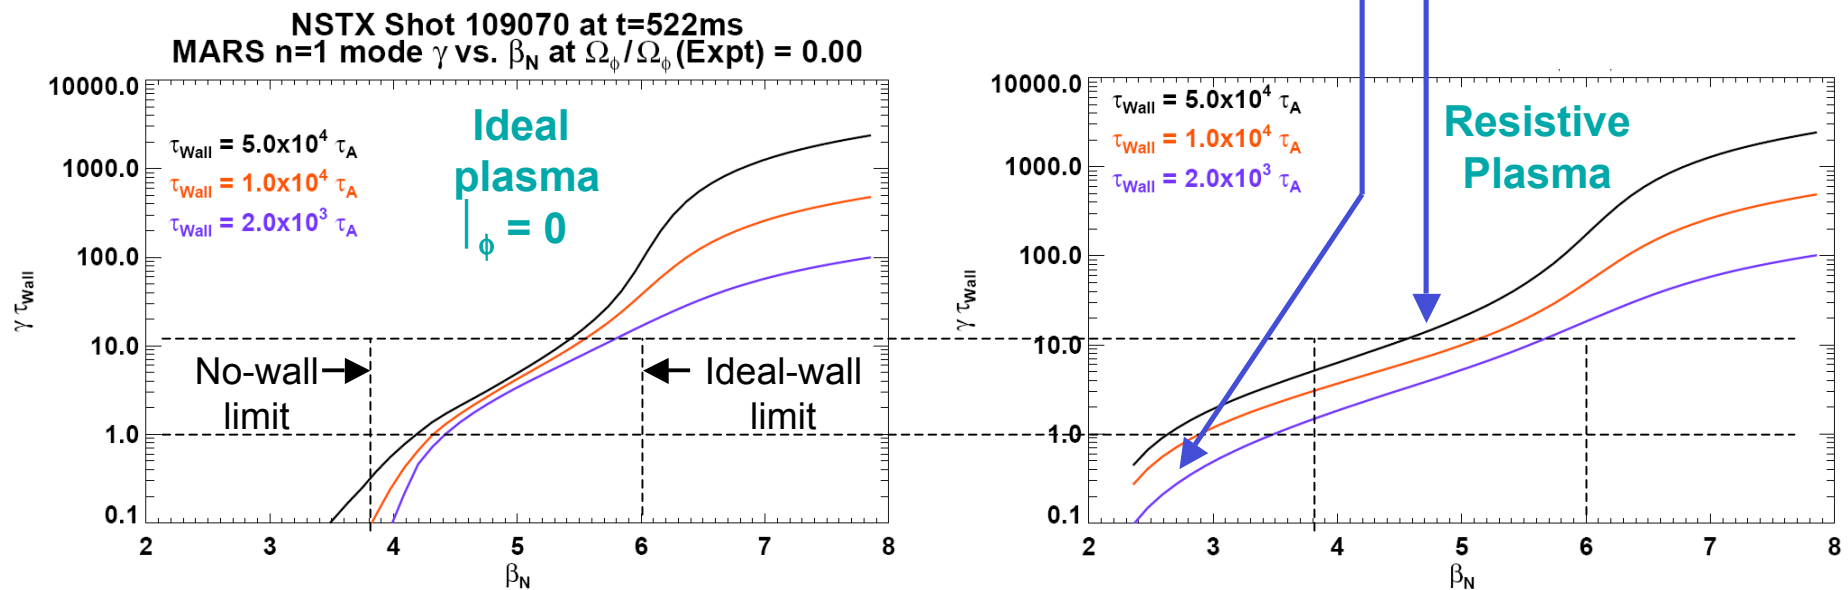 NSTX Shot 109070 at t=522ms
MARS n=1 mode γ vs. βN at Ωϕ/Ωϕ(Expt) = 0.00
10000.0
1000.0
100.0
10.0
1.0
0.1
γ τWall
τWall = 5.0x10⁴ τA
τWall = 1.0x10⁴ τA
τWall = 2.0x10³ τA
Ideal
plasma
|ϕ = 0
No-wall
limit
Ideal-wall
limit
2 3 4 5 6 7 8
βN
10000.0
1000.0
100.0
10.0
1.0
0.1
γ τWall
τWall = 5.0x10⁴ τA
τWall = 1.0x10⁴ τA
τWall = 2.0x10³ τA
Resistive
Plasma
2 3 4 5 6 7 8
βN